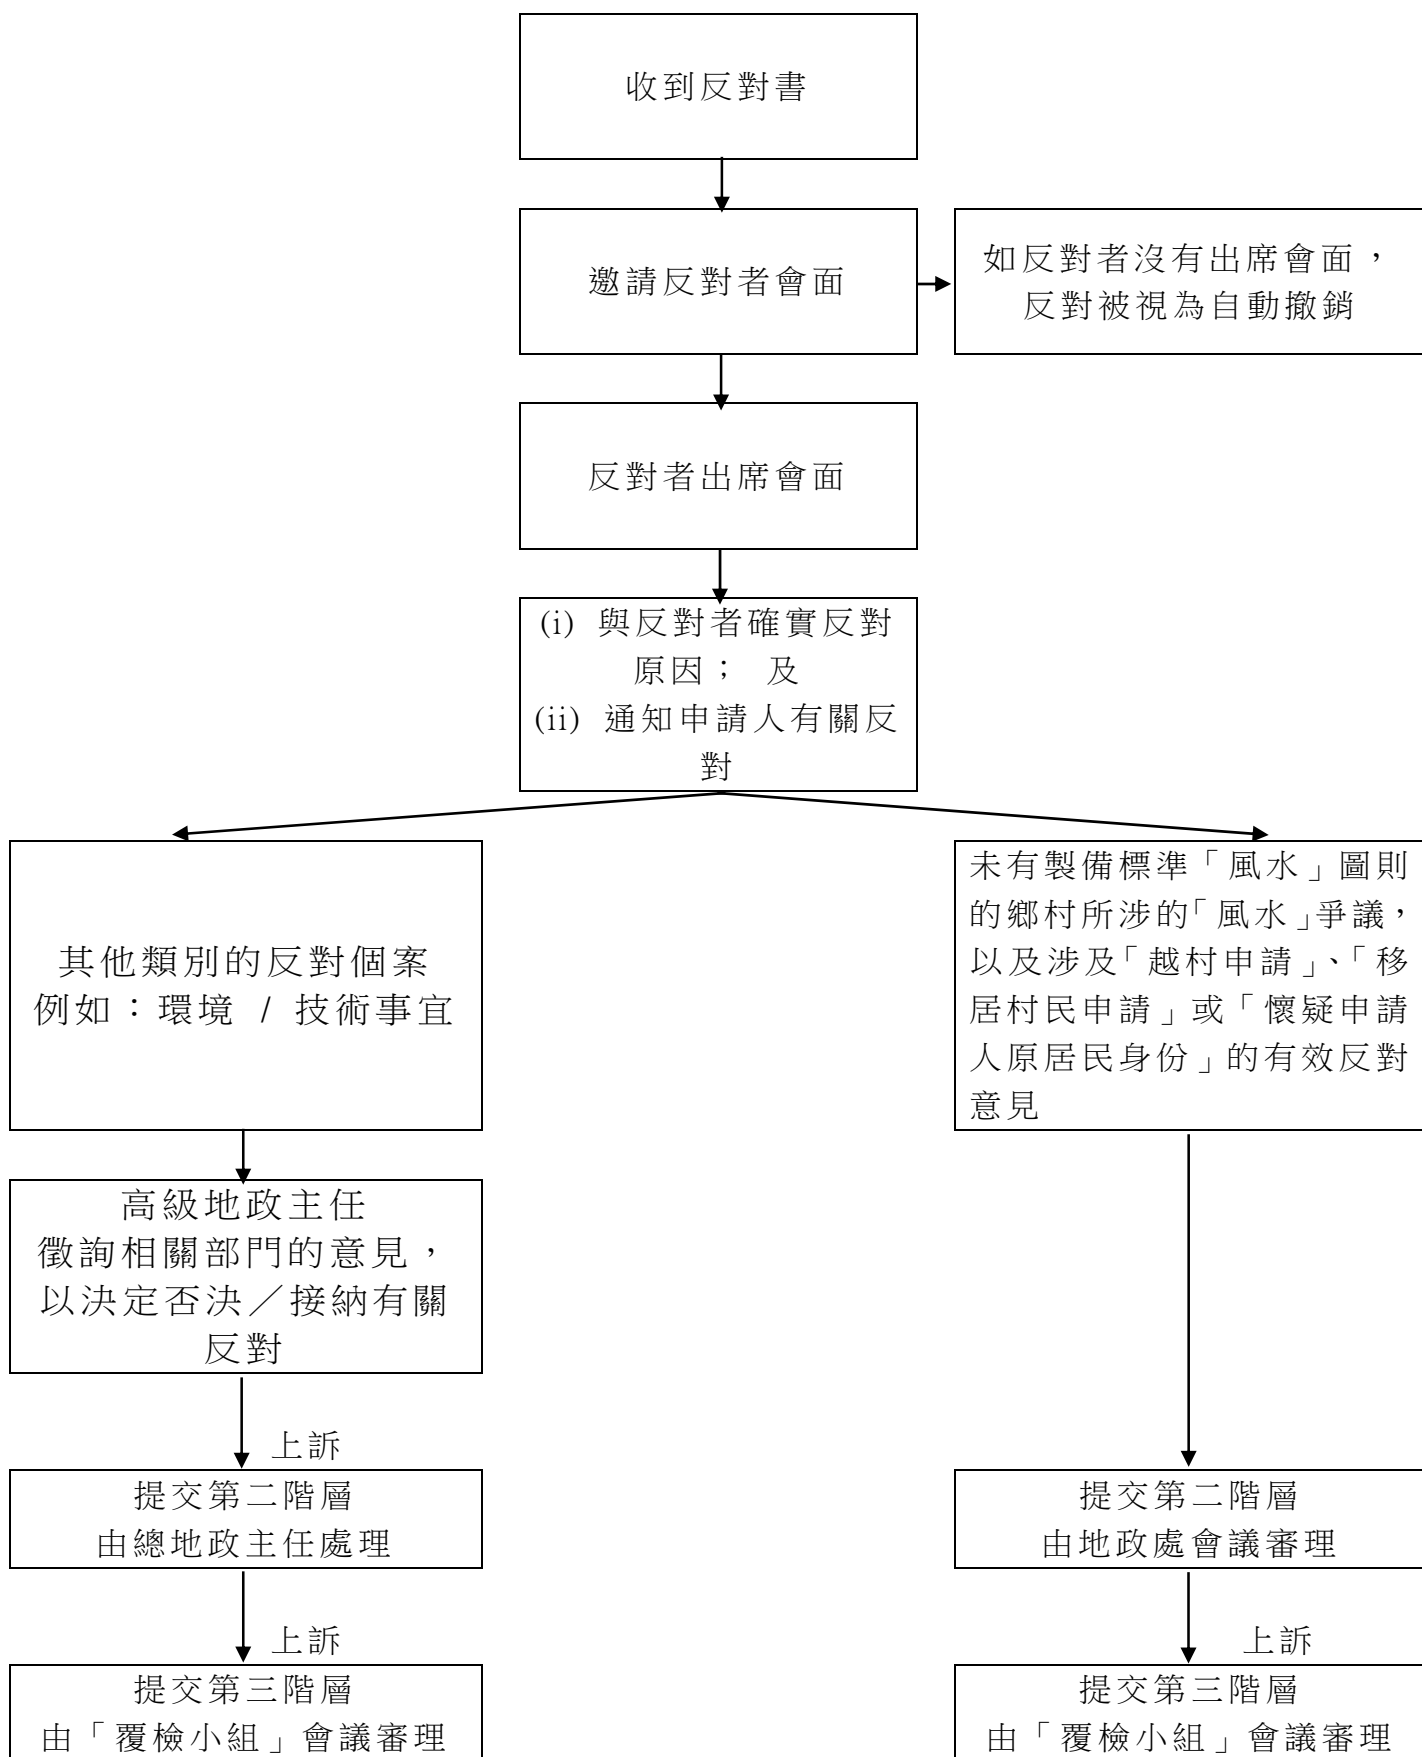 收到反對書
邀請反對者會面
如反對者沒有出席會面，
反對被視為自動撤銷
反對者出席會面
(i) 與反對者確實反對
原因； 及
(ii) 通知申請人有關反
對
其他類別的反對個案
例如：環境 / 技術事宜
未有製備標準「風水」圖則
的鄉村所涉的「風水」爭議，
以及涉及「越村申請」、「移
居村民申請」或「懷疑申請
人原居民身份」的有效反對
意見
高級地政主任
徵詢相關部門的意見，
以決定否決／接納有關
反對
上訴
提交第二階層
由總地政主任處理
提交第二階層
由地政處會議審理
上訴
上訴
提交第三階層
由「覆檢小組」會議審理
提交第三階層
由「覆檢小組」會議審理